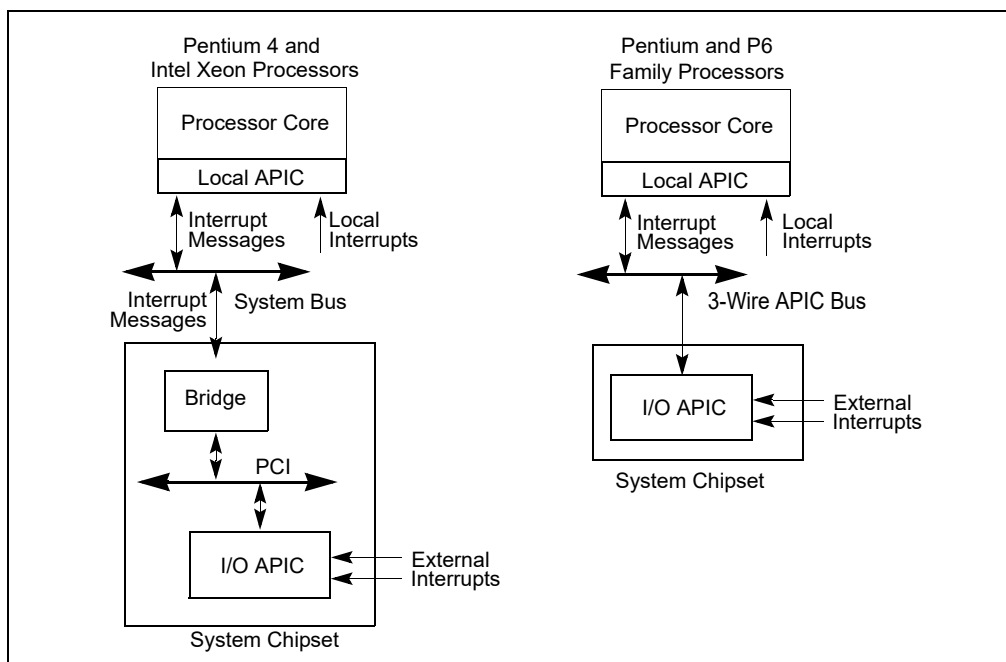 Pentium 4 and
Intel Xeon Processors
Processor Core
Local APIC
Interrupt
Messages
Local
Interrupts
Interrupt
Messages
System Bus
Bridge
PCI
I/O APIC
External
Interrupts
System Chipset
Pentium and P6
Family Processors
Processor Core
Local APIC
Interrupt
Messages
Local
Interrupts
3-Wire APIC Bus
I/O APIC
External
Interrupts
System Chipset